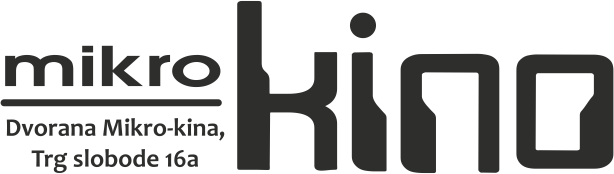 mikro
kino
Dvorana Mikro-kina,
Trg slobode 16a